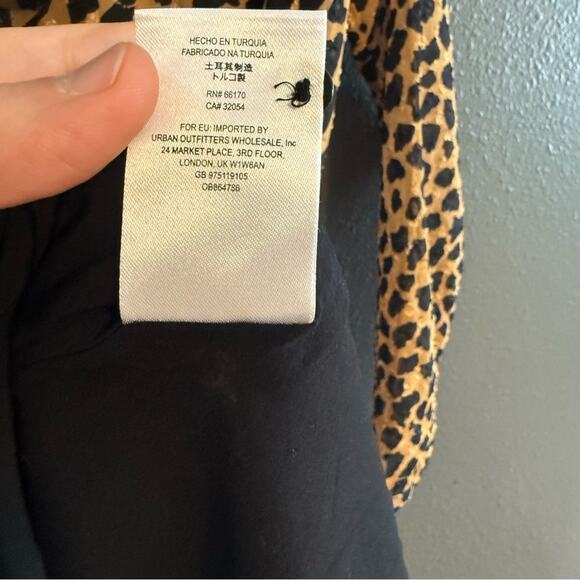 HECHO EN TURQUIA
FABRICADO NA TURQUIA
土耳其制造
トルコ製
RN# 66170
CA# 32054
FOR EU: IMPORTED BY
URBAN OUTFITTERS WHOLESALE, Inc
24 MARKET PLACE, 3RD FLOOR,
LONDON, UK W1W8AN
GB 975119105
OB864786